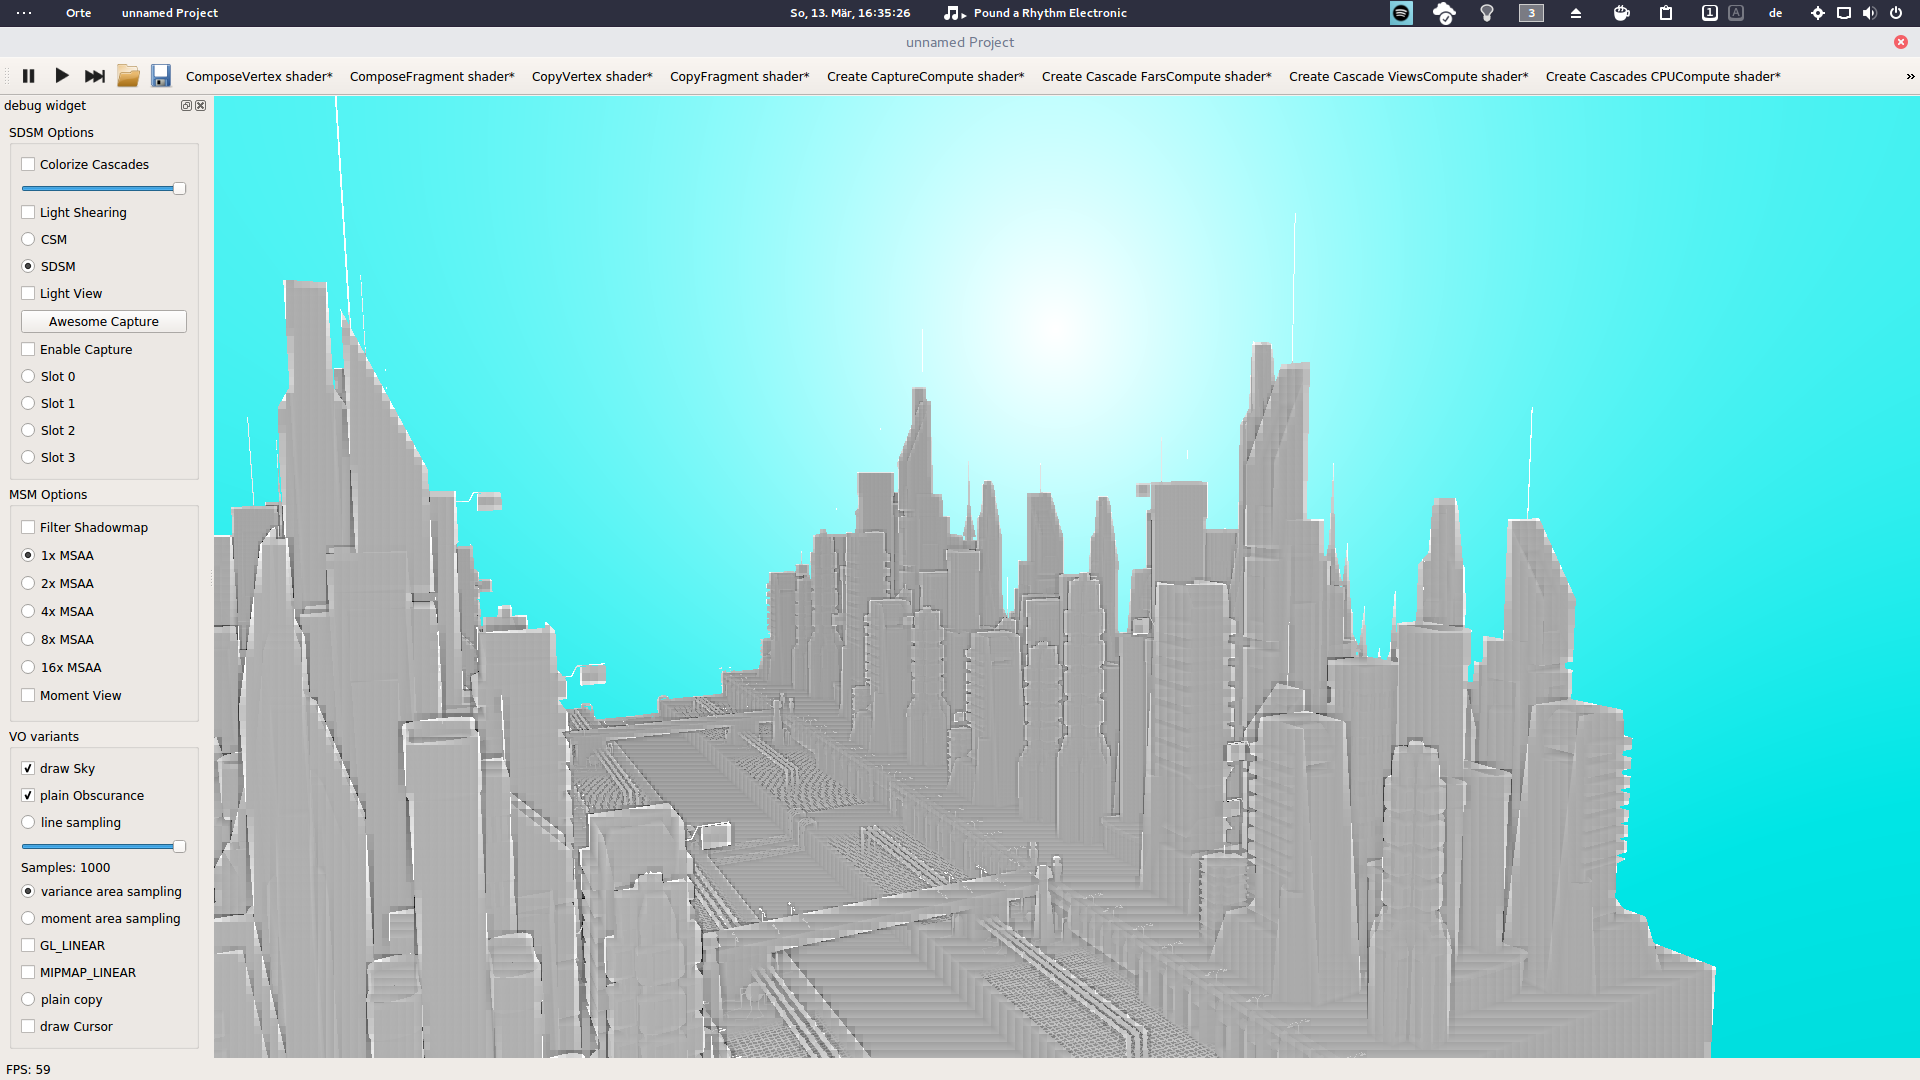 Orte unnamed Project So, 13. Mär, 16:35:26 Pound a Rhythm Electronic 3 1 A de
unnamed Project
ComposeVertex shader* ComposeFragment shader* CopyVertex shader* CopyFragment shader* Create CaptureCompute shader* Create Cascade FarsCompute shader* Create Cascade ViewsCompute shader* Create Cascades CPUCompute shader* »
debug widget
SDSM Options
Colorize Cascades
Light Shearing
CSM
SDSM
Light View
Awesome Capture
Enable Capture
Slot 0
Slot 1
Slot 2
Slot 3
MSM Options
Filter Shadowmap
1x MSAA
2x MSAA
4x MSAA
8x MSAA
16x MSAA
Moment View
VO variants
draw Sky
plain Obscurance
line sampling
Samples: 1000
variance area sampling
moment area sampling
GL_LINEAR
MIPMAP_LINEAR
plain copy
draw Cursor
FPS: 59